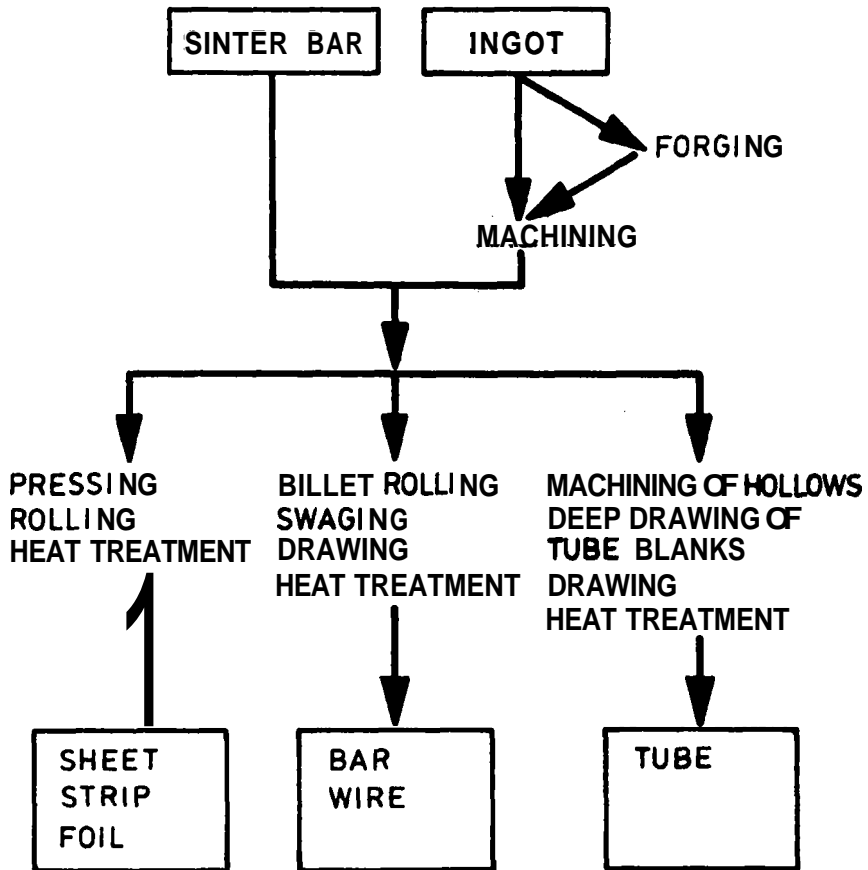 SINTER BAR
INGOT
FORGING
MACHINING
PRESSING
ROLLING
HEAT TREATMENT
BILLET ROLLING
SWAGING
DRAWING
HEAT TREATMENT
MACHINING OF HOLLOWS
DEEP DRAWING OF
TUBE BLANKS
DRAWING
HEAT TREATMENT
SHEET
STRIP
FOIL
BAR
WIRE
TUBE